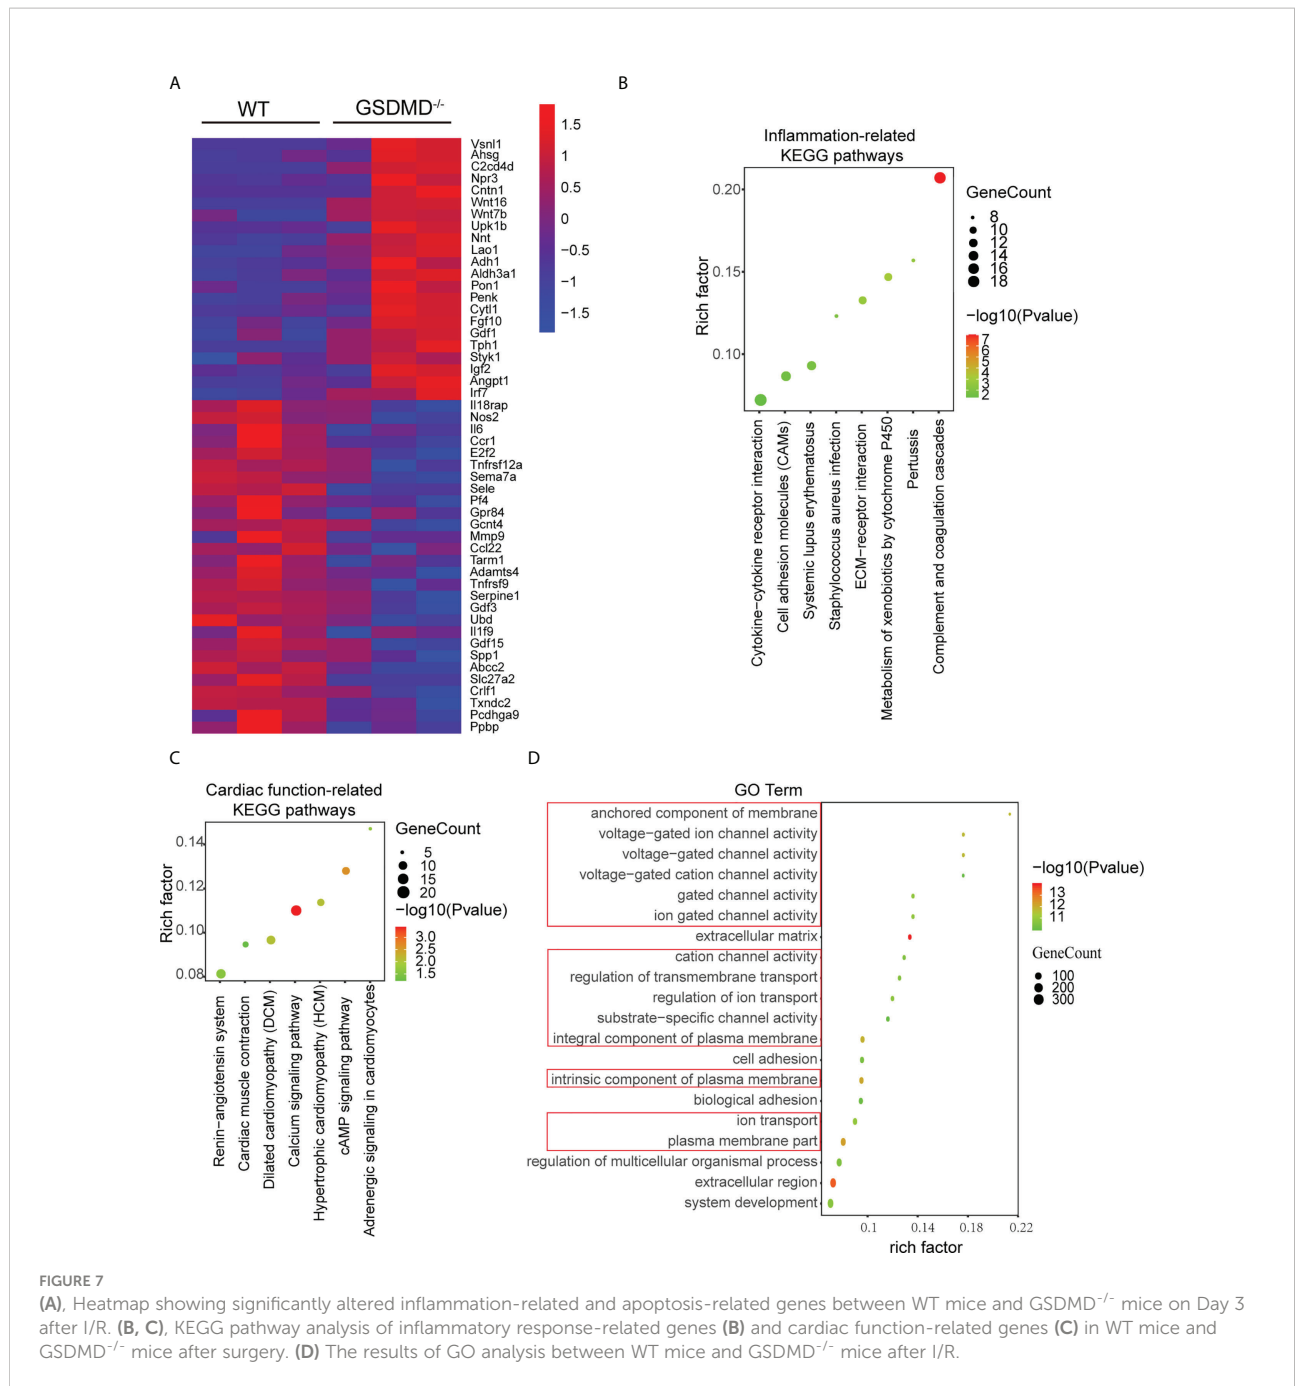 A
WT
GSDMD-/-
1.5
1
0.5
0
−0.5
−1
−1.5
Vsnl1
Ahsg
C2cd4d
Npr3
Cntn1
Wnt16
Wnt7b
Upk1b
Nnt
Lao1
Adh1
Aldh3a1
Pon1
Penk
Cytl1
Fgf10
Gdf1
Tph1
Styk1
Igf2
Angpt1
Irf7
Il18rap
Nos2
Il6
Ccr1
E2f2
Tnfrsf12a
Sema7a
Sele
Pf4
Gpr84
Gcnt4
Mmp9
Ccl22
Tarm1
Adamts4
Tnfrsf9
Serpine1
Gdf3
Ubd
Il1f9
Gdf15
Spp1
Abcc2
Slc27a2
Crlf1
Txndc2
Pcdhga9
Ppbp
B
Inflammation-related
KEGG pathways
Rich factor
0.20
0.15
0.10
Cytokine−cytokine receptor interaction
Cell adhesion molecules (CAMs)
Systemic lupus erythematosus
Staphylococcus aureus infection
ECM−receptor interaction
Metabolism of xenobiotics by cytochrome P450
Pertussis
Complement and coagulation cascades
GeneCount
8
10
12
14
16
18
−log10(Pvalue)
7
6
5
4
3
2
C
Cardiac function-related
KEGG pathways
Rich factor
0.14
0.12
0.10
0.08
Renin−angiotensin system
Cardiac muscle contraction
Dilated cardiomyopathy (DCM)
Calcium signaling pathway
Hypertrophic cardiomyopathy (HCM)
cAMP signaling pathway
Adrenergic signaling in cardiomyocytes
GeneCount
5
10
15
20
−log10(Pvalue)
3.0
2.5
2.0
1.5
D
GO Term
anchored component of membrane
voltage−gated ion channel activity
voltage−gated channel activity
voltage−gated cation channel activity
gated channel activity
ion gated channel activity
extracellular matrix
cation channel activity
regulation of transmembrane transport
regulation of ion transport
substrate−specific channel activity
integral component of plasma membrane
cell adhesion
intrinsic component of plasma membrane
biological adhesion
ion transport
plasma membrane part
regulation of multicellular organismal process
extracellular region
system development
0.1
0.14
0.18
0.22
rich factor
−log10(Pvalue)
13
12
11
GeneCount
100
200
300
FIGURE 7
(A), Heatmap showing significantly altered inflammation-related and apoptosis-related genes between WT mice and GSDMD-/- mice on Day 3
after I/R. (B, C), KEGG pathway analysis of inflammatory response-related genes (B) and cardiac function-related genes (C) in WT mice and
GSDMD-/- mice after surgery. (D) The results of GO analysis between WT mice and GSDMD-/- mice after I/R.